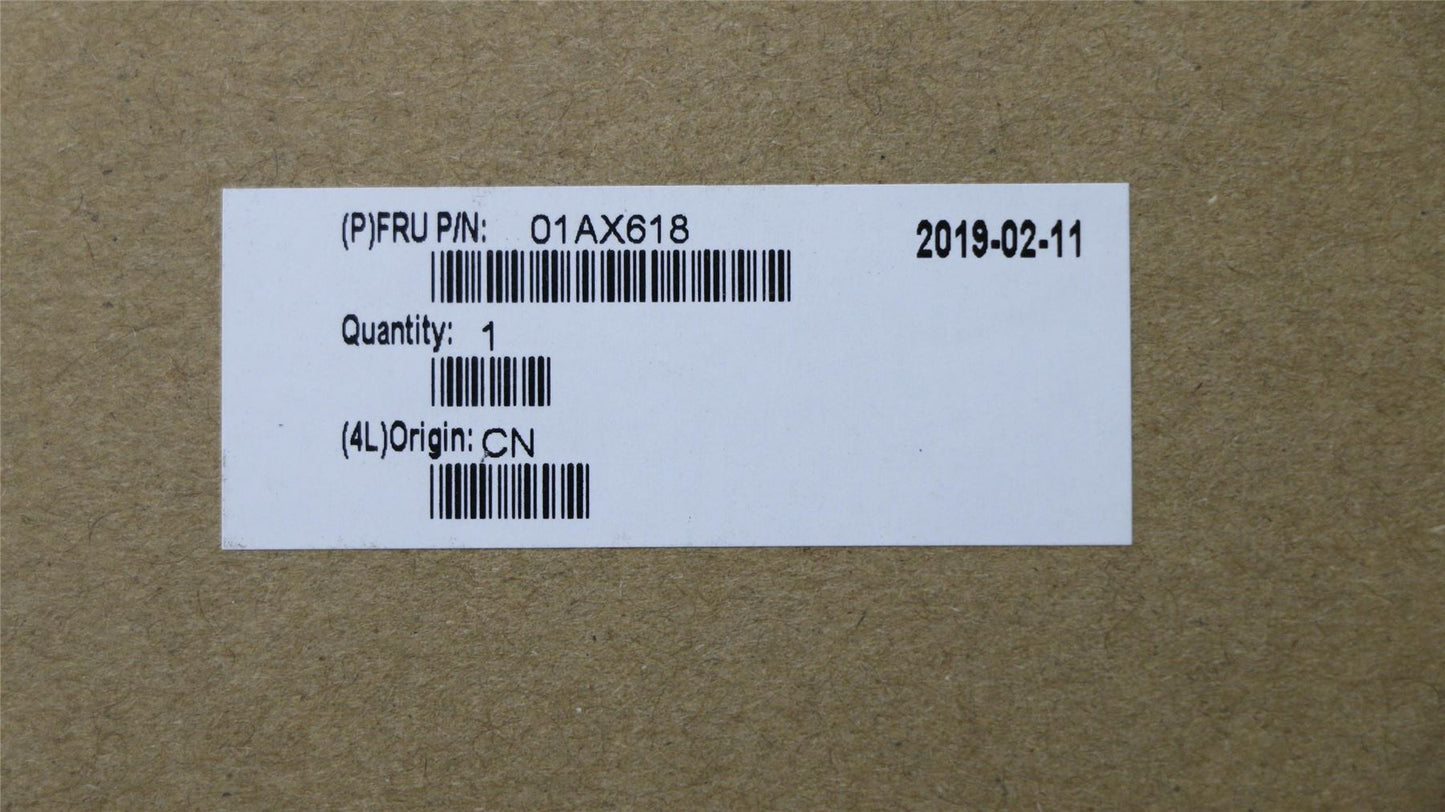 (P)FRU P/N: 01AX618
2019-02-11
Quantity: 1
(4L)Origin: CN